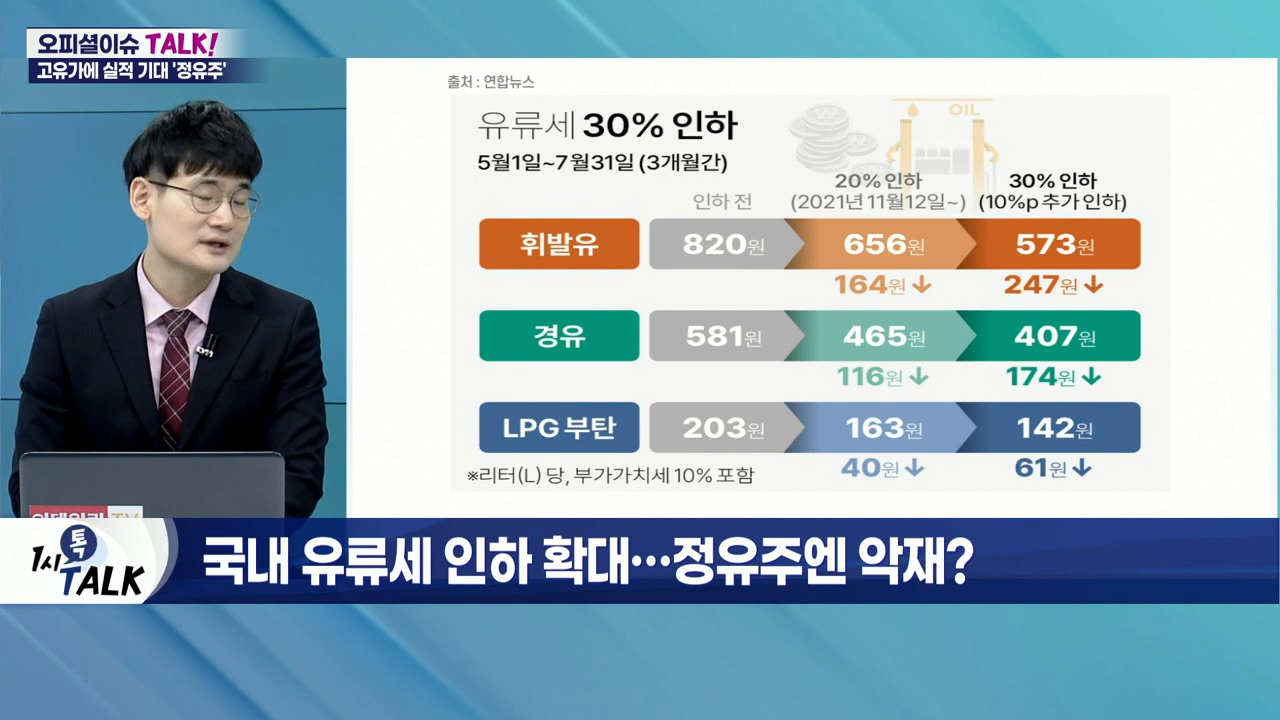 오피셜이슈 TALK!
고유가에 실적 기대 '정유주'
출처 : 연합뉴스
유류세 30% 인하
5월1일~7월31일 (3개월간)
OIL
인하 전
20% 인하
(2021년 11월12일~)
30% 인하
(10%p 추가 인하)
휘발유 820원 656원 573원
164원↓ 247원↓
경유 581원 465원 407원
116원↓ 174원↓
LPG 부탄 203원 163원 142원
40원↓ 61원↓
※리터(L) 당, 부가가치세 10% 포함
1시 톡 TALK
국내 유류세 인하 확대…정유주엔 악재?